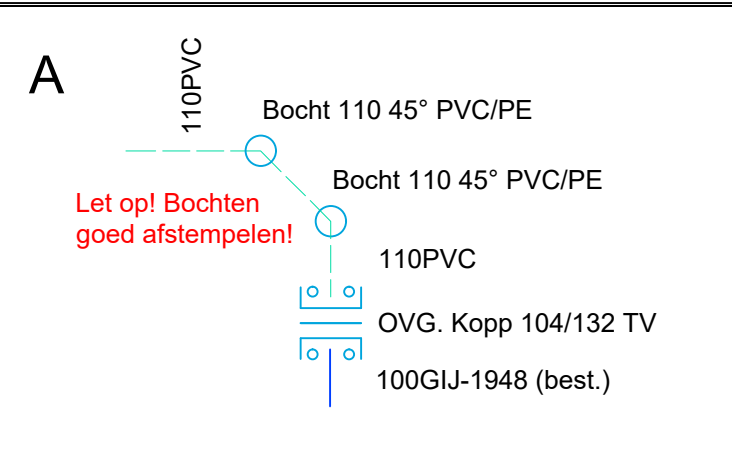 A
110PVC
Bocht 110 45° PVC/PE
Bocht 110 45° PVC/PE
Let op! Bochten
goed afstempelen!
110PVC
OVG. Kopp 104/132 TV
100GIJ-1948 (best.)